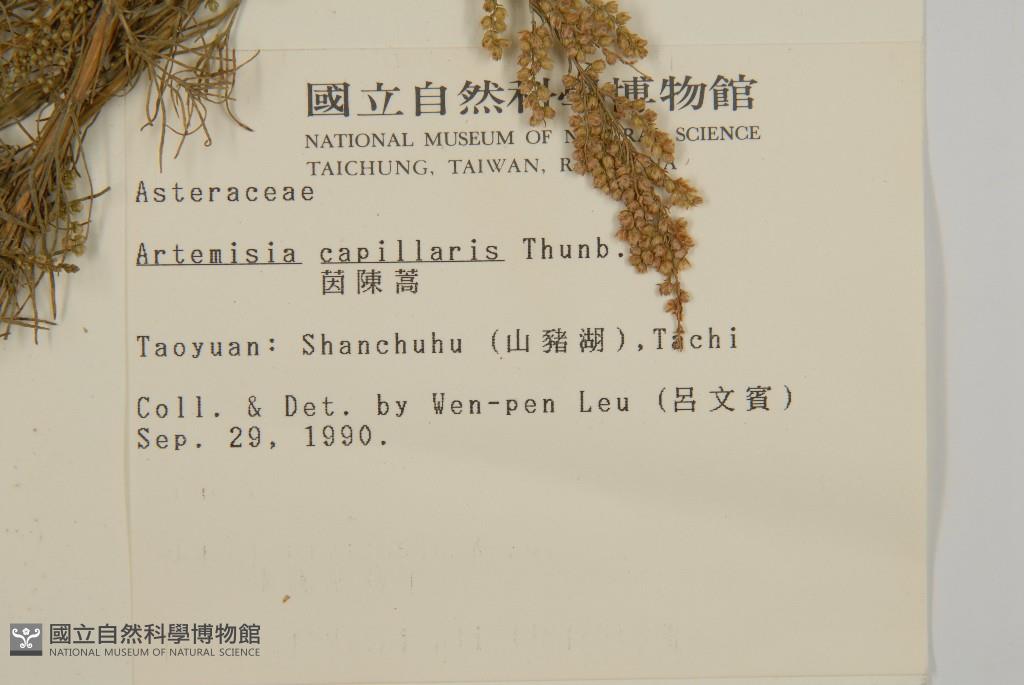 國立自然科學博物館
NATIONAL MUSEUM OF NATURAL SCIENCE
TAICHUNG, TAIWAN,
Asteraceae
Artemisia capillaris Thunb.
茵陳蒿
Taoyuan: Shanchuhu (山豬湖),Tachi
Coll. & Det. by Wen-pen Leu (呂文賓)
Sep. 29, 1990.
國立自然科學博物館
NATIONAL MUSEUM OF NATURAL SCIENCE